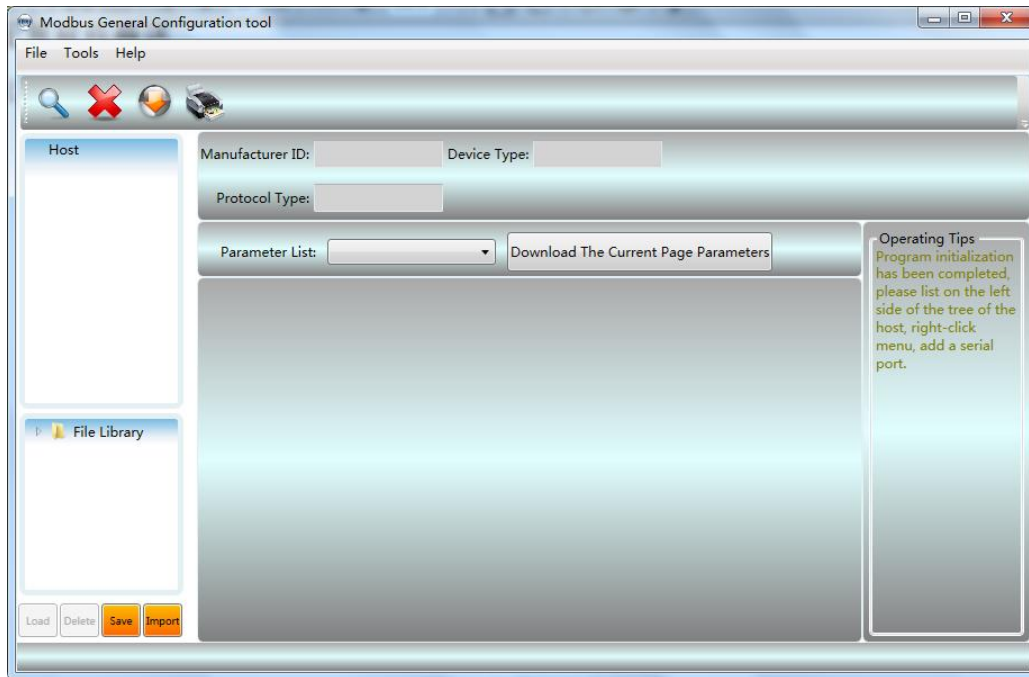 Modbus General Configuration tool
File Tools Help
Host
Manufacturer ID:
Device Type:
Protocol Type:
Parameter List:
Download The Current Page Parameters
Operating Tips
Program initialization
has been completed,
please list on the left
side of the tree of the
host, right-click
menu, add a serial
port.
File Library
Load Delete Save Import